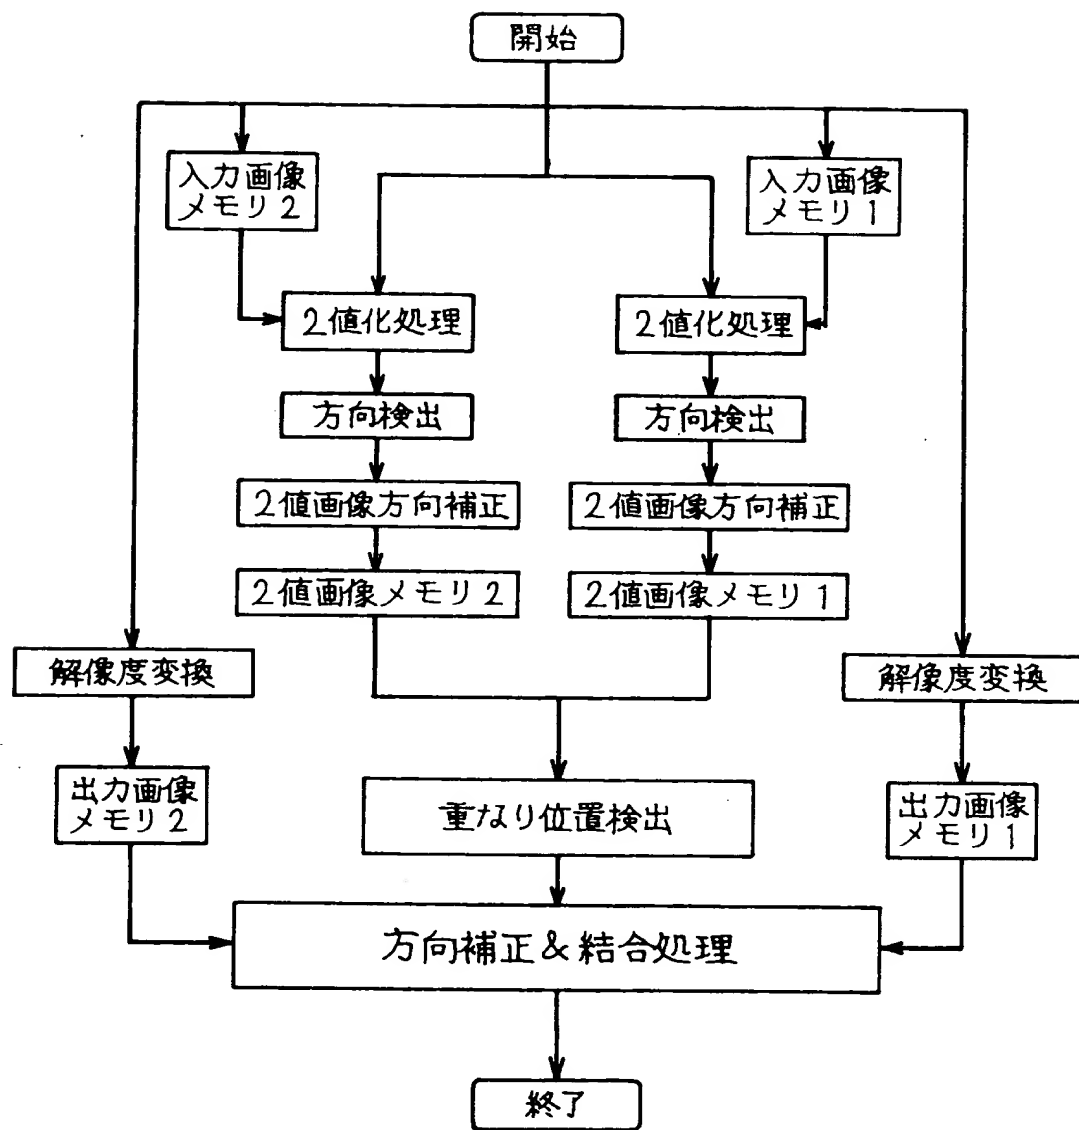 開始
入力画像
メモリ2
入力画像
メモリ1
2値化処理
2値化処理
方向検出
方向検出
2値画像方向補正
2値画像方向補正
2値画像メモリ2
2値画像メモリ1
解像度変換
解像度変換
出力画像
メモリ2
重なり位置検出
出力画像
メモリ1
方向補正&結合処理
終了